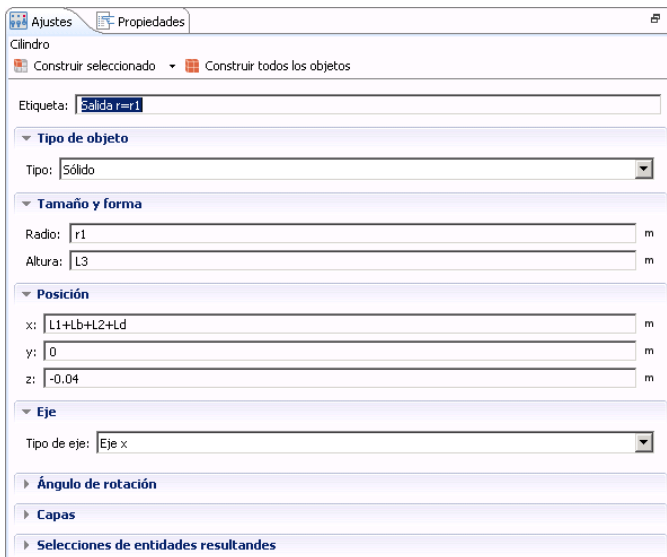 Ajustes Propiedades
Cilindro
Construir seleccionado Construir todos los objetos
Etiqueta: Salida r=r1
Tipo de objeto
Tipo: Sólido
Tamaño y forma
Radio: r1 m
Altura: L3 m
Posición
x: L1+Lb+L2+Ld m
y: 0 m
z: -0.04 m
Eje
Tipo de eje: Eje x
Ángulo de rotación
Capas
Selecciones de entidades resultandes